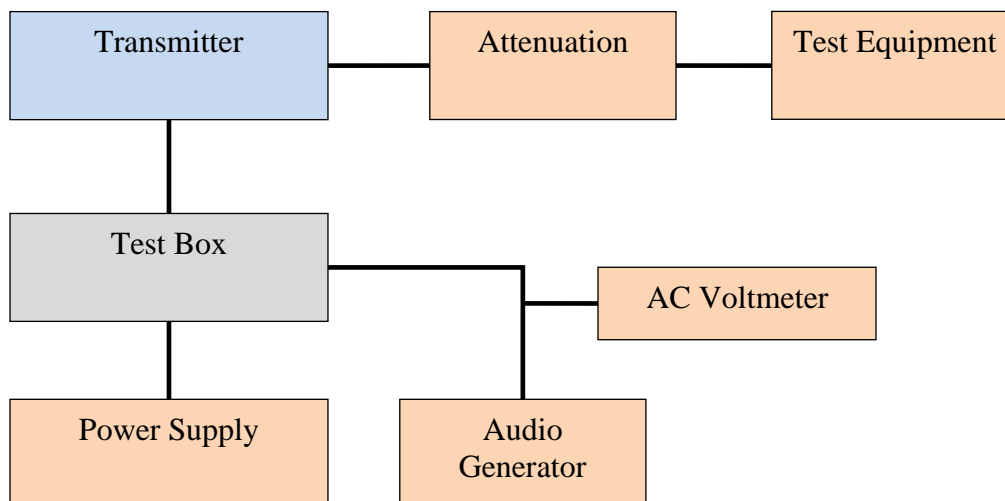 Transmitter
Attenuation
Test Equipment
Test Box
AC Voltmeter
Power Supply
Audio
Generator